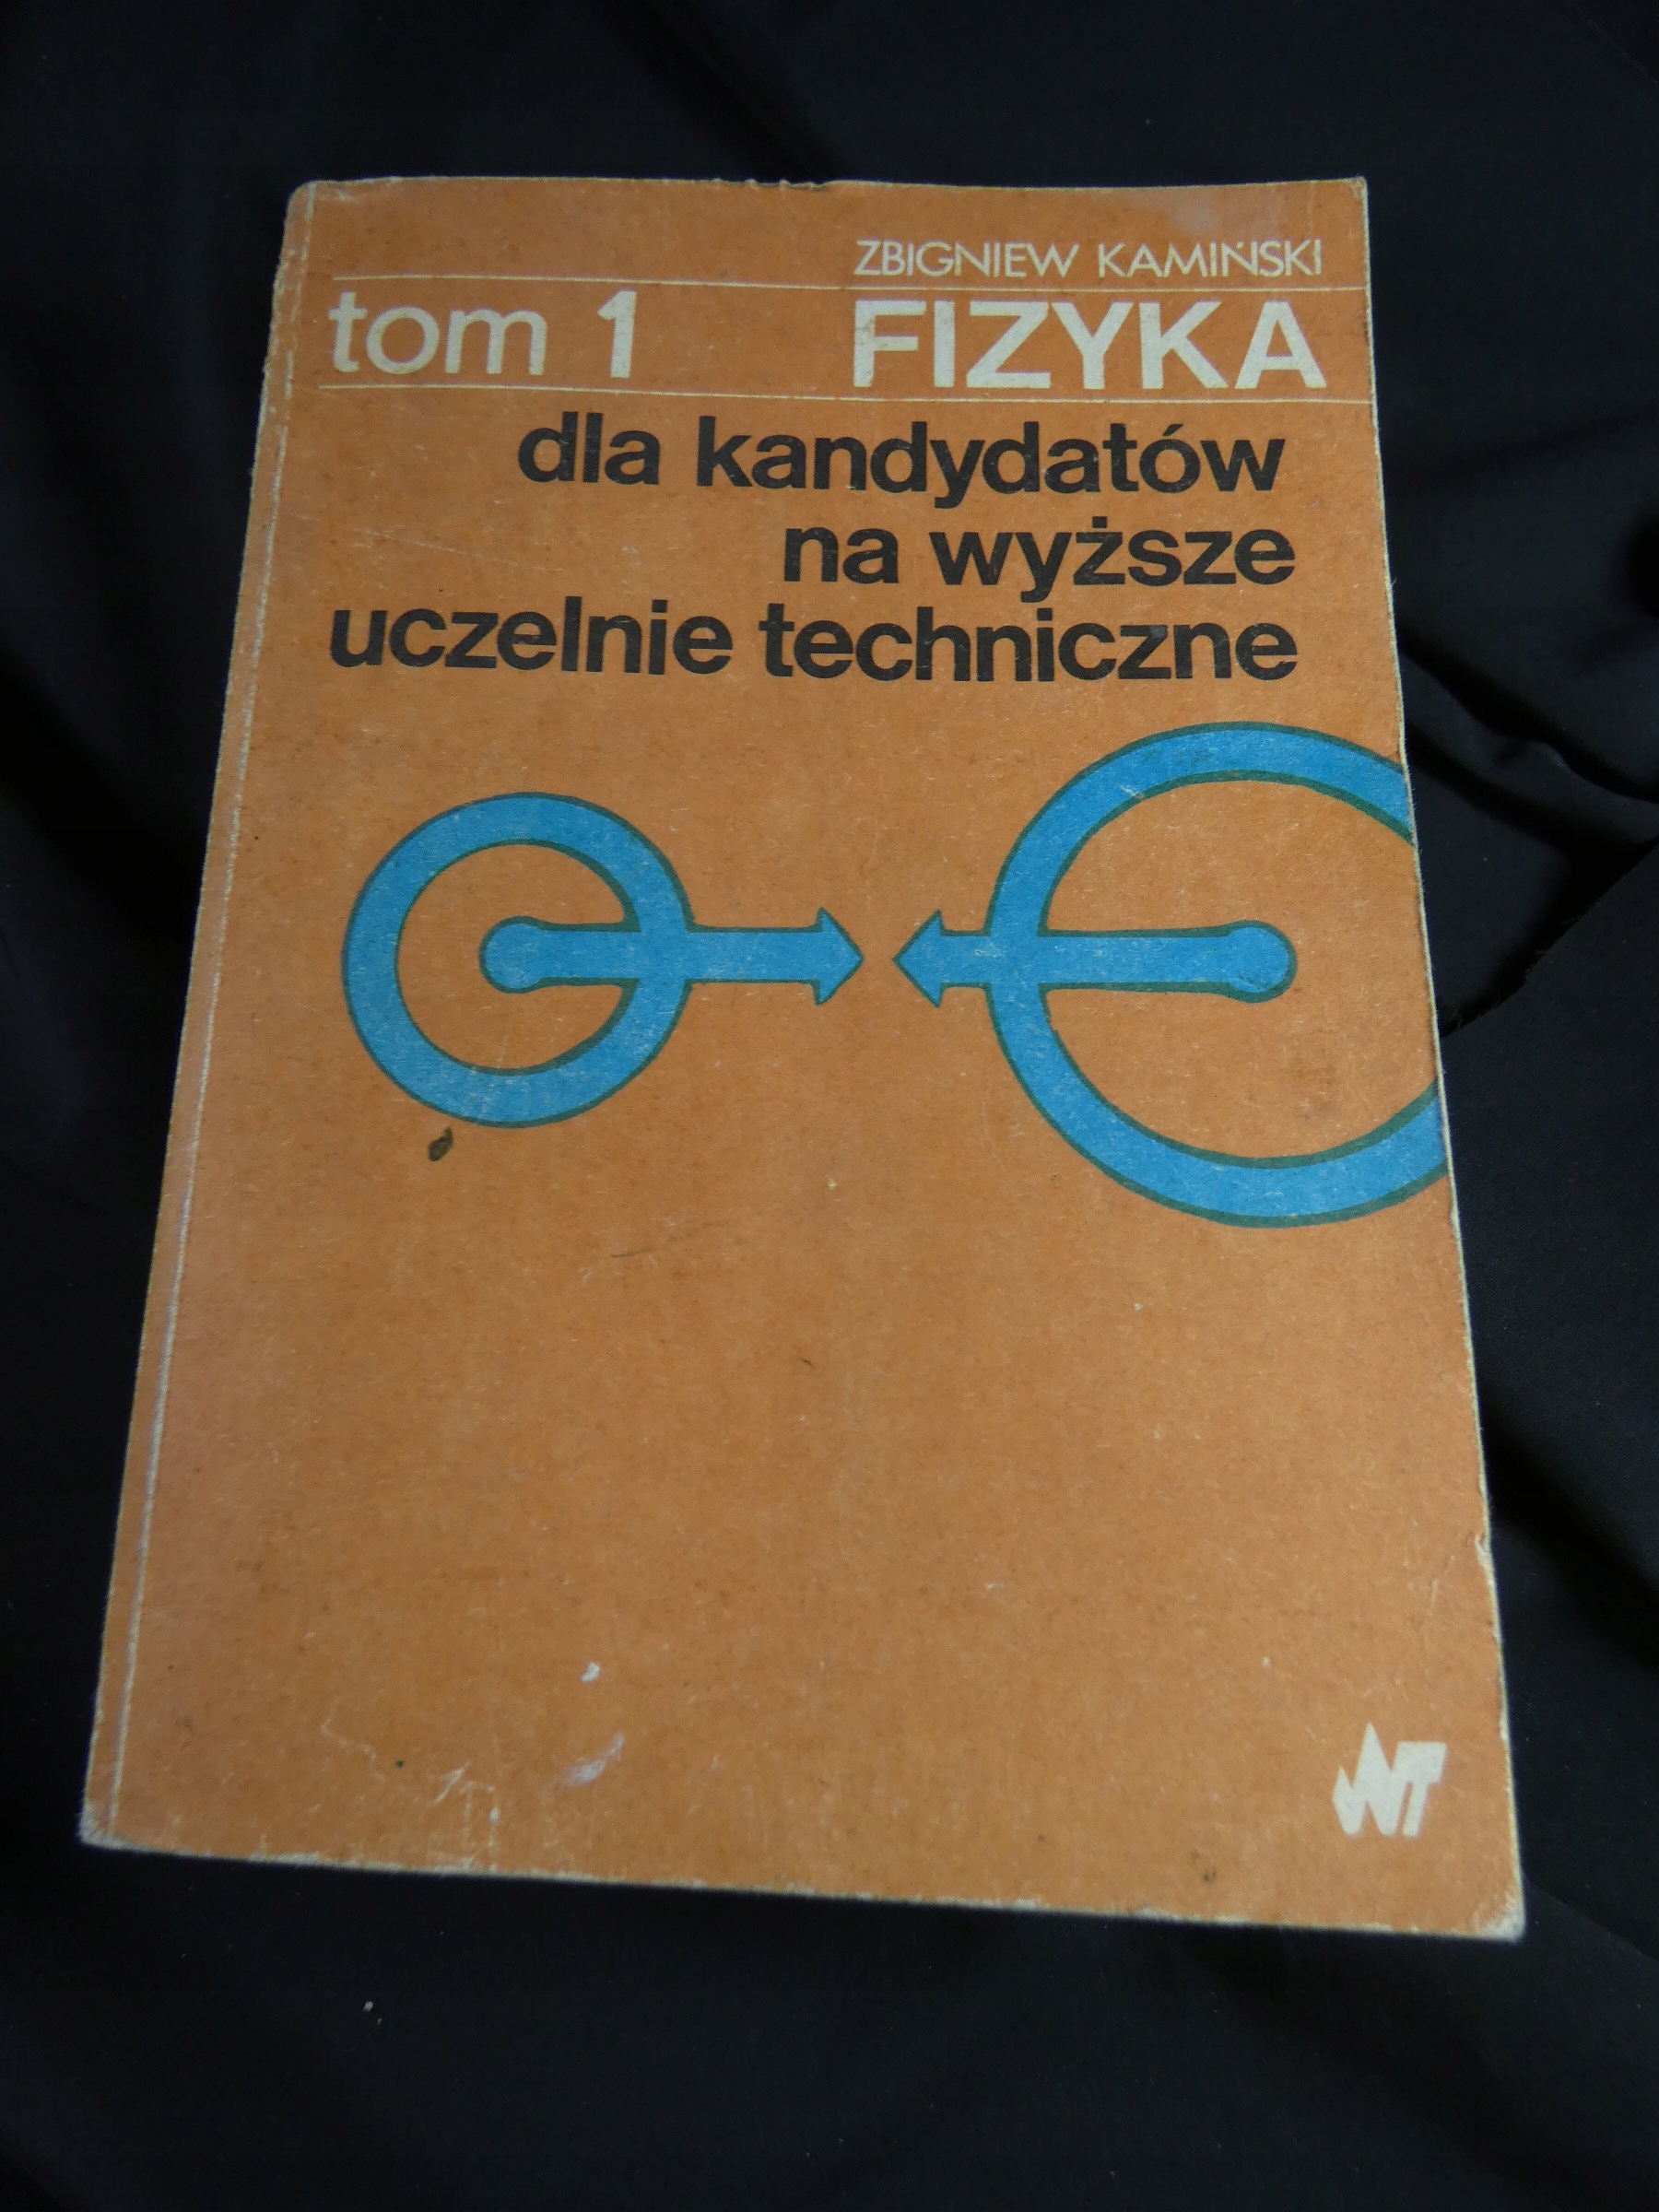 ZBIGNIEW KAMIŃSKI
tom 1 FIZYKA
dla kandydatów
na wyższe
uczelnie techniczne
WNT